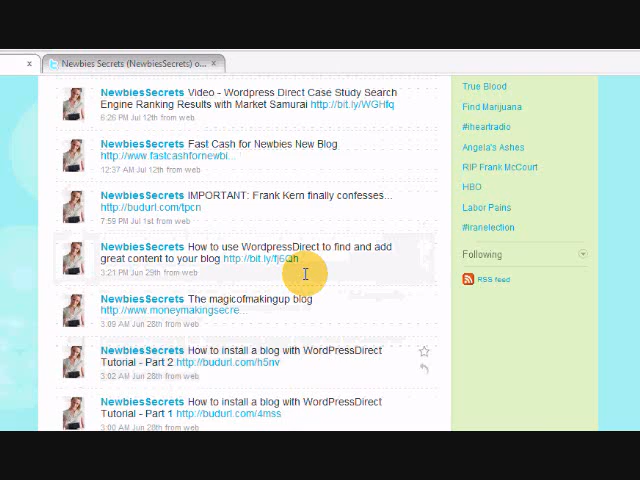 x
Newbies Secrets (NewbiesSecrets) o... x
NewbiesSecrets Video - Wordpress Direct Case Study Search
Engine Ranking Results with Market Samurai http://bit.ly/WGHfq
6:26 PM Jul 12th from web
NewbiesSecrets Fast Cash for Newbies New Blog
http://www.fastcashfornewbi...
12:37 AM Jul 12th from web
NewbiesSecrets IMPORTANT: Frank Kern finally confesses...
http://budurl.com/tpcn
7:59 PM Jul 1st from web
NewbiesSecrets How to use WordpressDirect to find and add
great content to your blog http://bit.ly/fj6Qh
3:21 PM Jun 29th from web
NewbiesSecrets The magicofmakingup blog
http://www.moneymakingsecre...
3:09 AM Jun 28th from web
NewbiesSecrets How to install a blog with WordPressDirect
Tutorial - Part 2 http://budurl.com/h5nv
3:02 AM Jun 28th from web
NewbiesSecrets How to install a blog with WordPressDirect
Tutorial - Part 1 http://budurl.com/4mss
3:00 AM Jun 28th from web
True Blood
Find Marijuana
#iheartradio
Angela's Ashes
RIP Frank McCourt
HBO
Labor Pains
#iranelection
Following
RSS feed